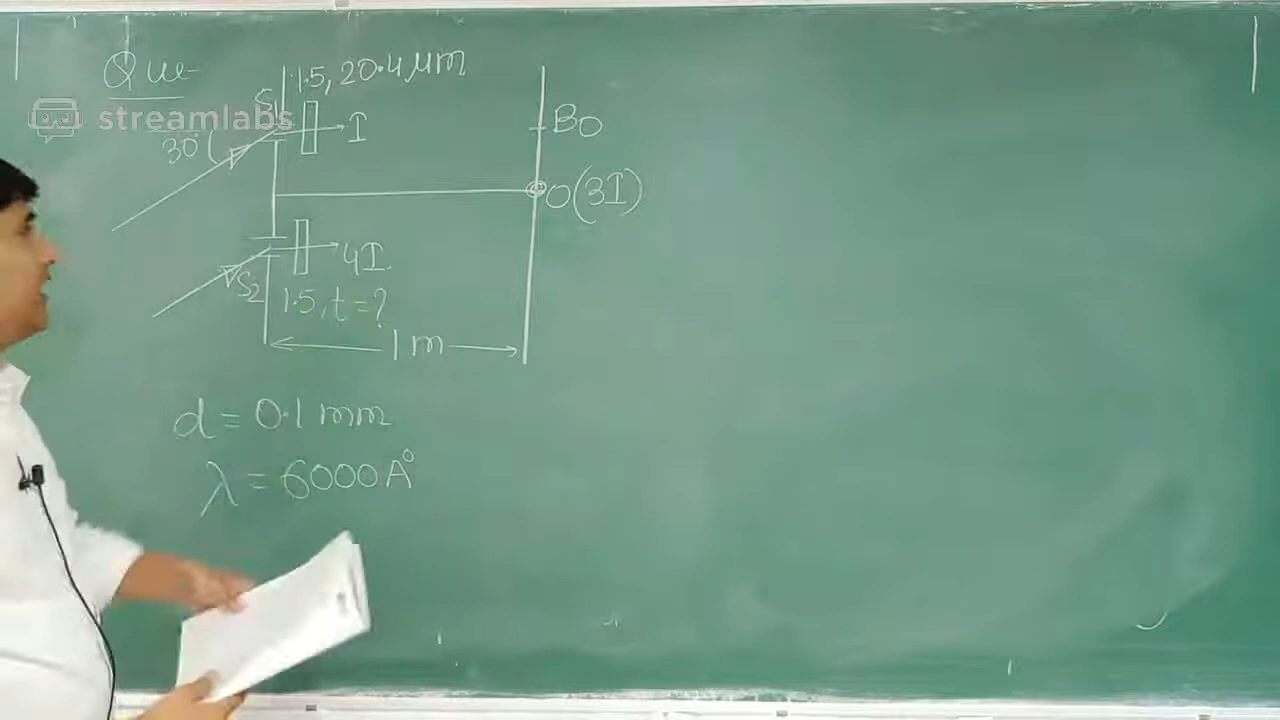 Que
1.5, 20.4 μm
S1
streamlabs
30°
I
B0
O(3I)
4I
S2
1.5, t = ?
1 m
d = 0.1 mm
λ = 6000 A°